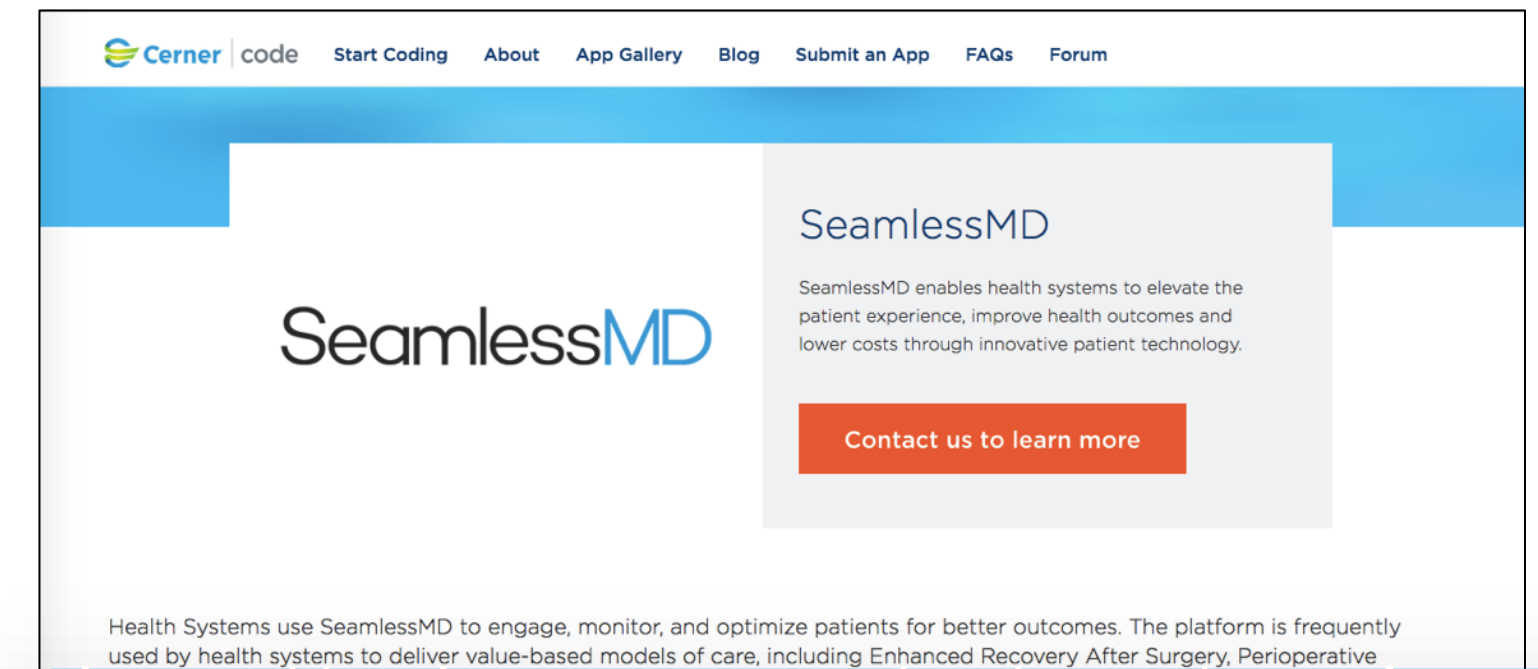 Cerner code Start Coding About App Gallery Blog Submit an App FAQs Forum
SeamlessMD
SeamlessMD
SeamlessMD enables health systems to elevate the
patient experience, improve health outcomes and
lower costs through innovative patient technology.
Contact us to learn more
Health Systems use SeamlessMD to engage, monitor, and optimize patients for better outcomes. The platform is frequently
used by health systems to deliver value-based models of care, including Enhanced Recovery After Surgery, Perioperative